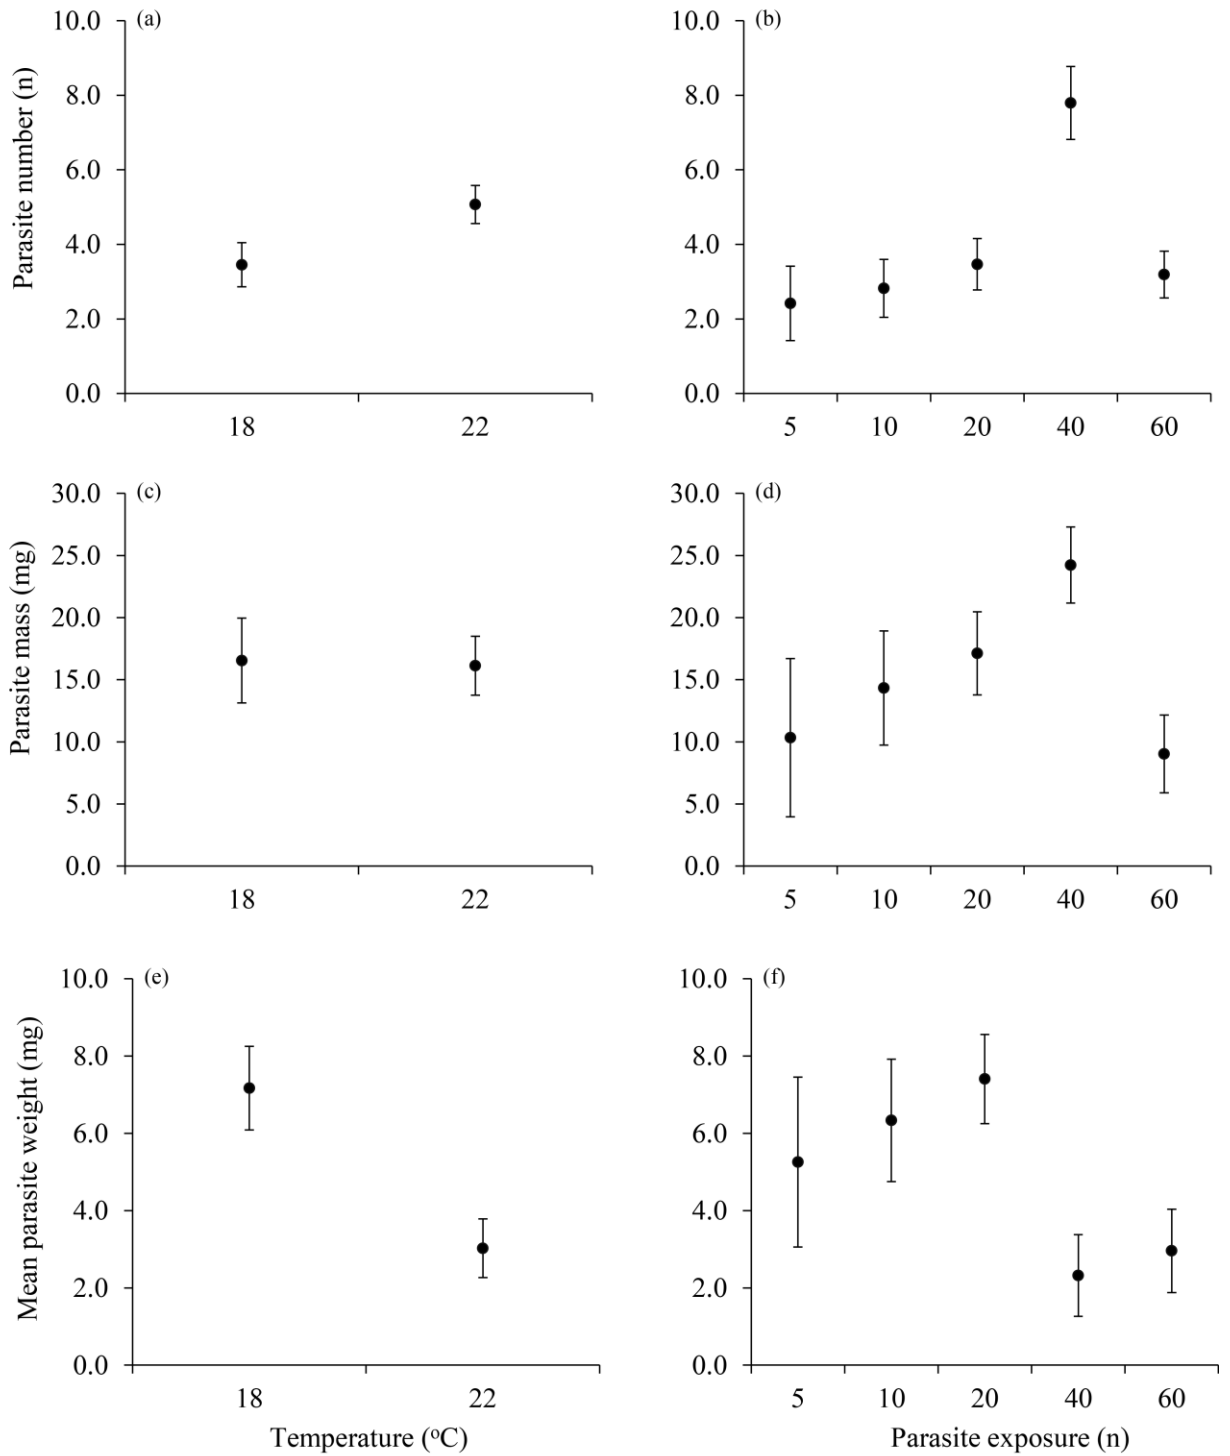 (a)
Parasite number (n)
10.0
8.0
6.0
4.0
2.0
0.0
18 22
(b)
10.0
8.0
6.0
4.0
2.0
0.0
5 10 20 40 60
(c)
Parasite mass (mg)
30.0
25.0
20.0
15.0
10.0
5.0
0.0
18 22
(d)
30.0
25.0
20.0
15.0
10.0
5.0
0.0
5 10 20 40 60
(e)
Mean parasite weight (mg)
10.0
8.0
6.0
4.0
2.0
0.0
18 22
Temperature (°C)
(f)
10.0
8.0
6.0
4.0
2.0
0.0
5 10 20 40 60
Parasite exposure (n)